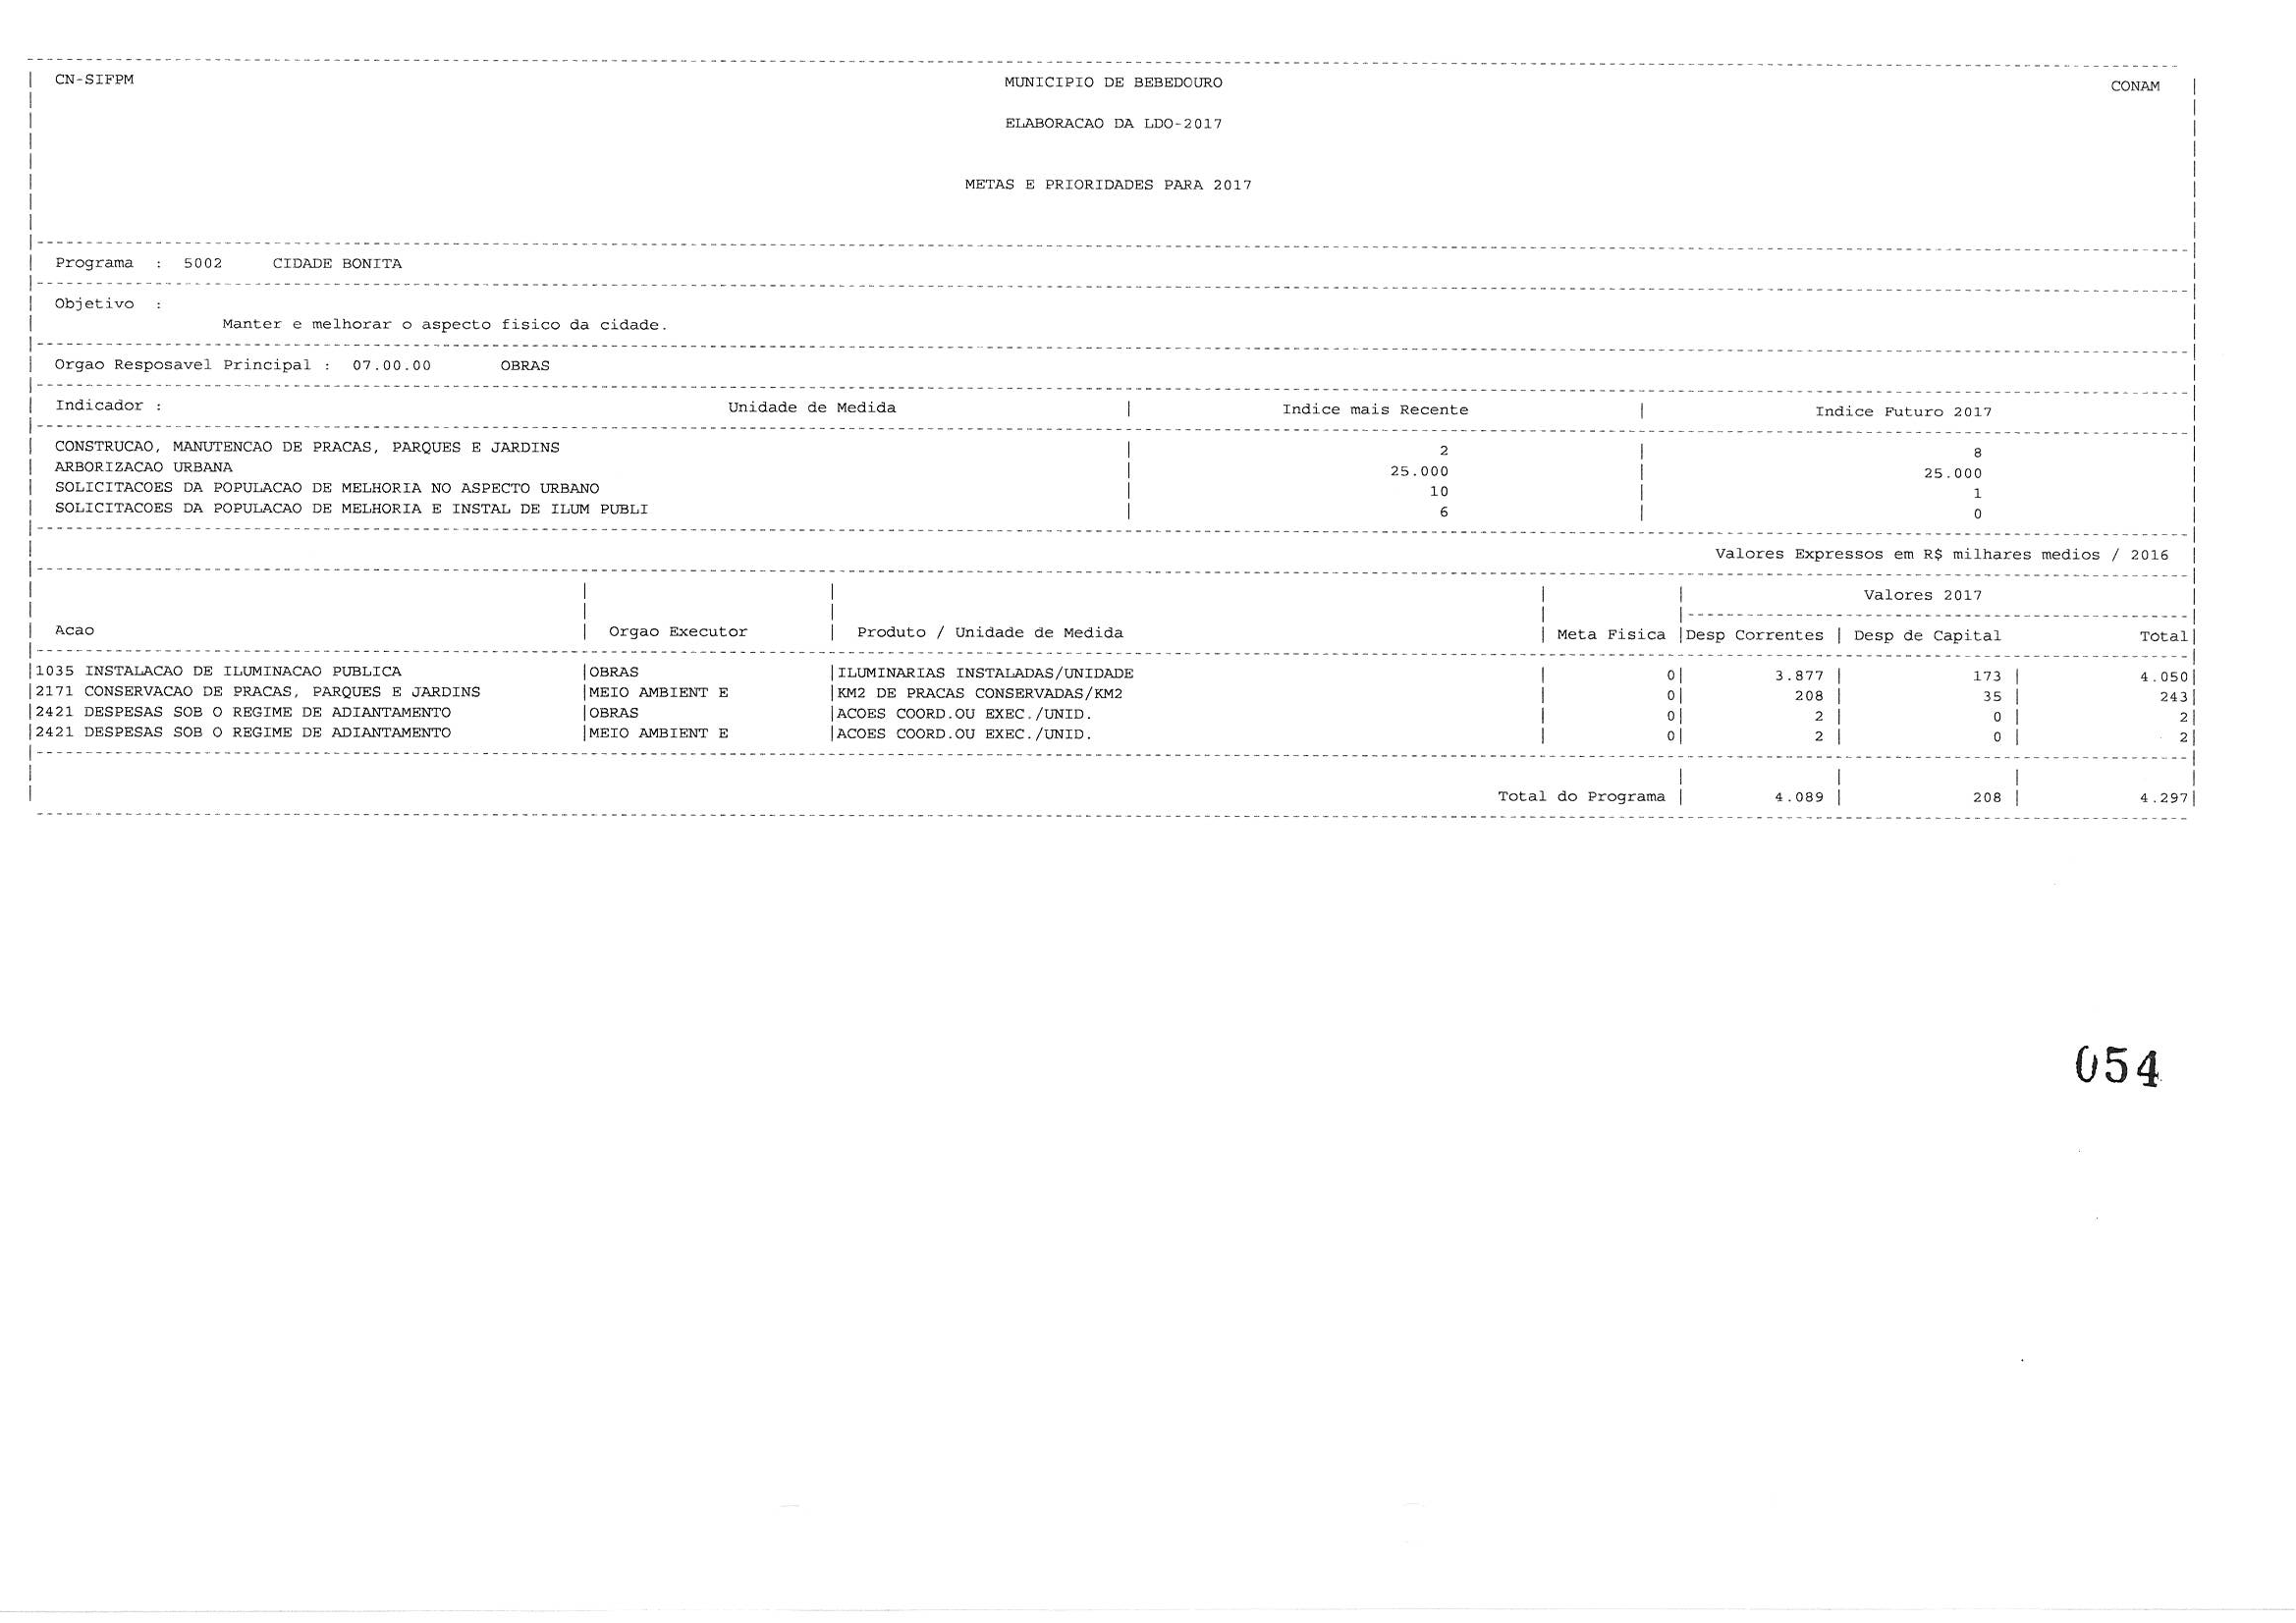 CN-SIFPM MUNICIPIO DE BEBEDOURO CONAM
ELABORACAO DA LDO-2017
METAS E PRIORIDADES PARA 2017
Programa : 5002 CIDADE BONITA
Objetivo :
Manter e melhorar o aspecto fisico da cidade.
Orgao Resposavel Principal : 07.00.00 OBRAS
Indicador : Unidade de Medida | Indice mais Recente | Indice Futuro 2017
CONSTRUCAO, MANUTENCAO DE PRACAS, PARQUES E JARDINS | 2 | 8
ARBORIZACAO URBANA | 25.000 | 25.000
SOLICITACOES DA POPULACAO DE MELHORIA NO ASPECTO URBANO | 10 | 1
SOLICITACOES DA POPULACAO DE MELHORIA E INSTAL DE ILUM PUBLI | 6 | 0
Valores Expressos em R$ milhares medios / 2016
Valores 2017
Acao | Orgao Executor | Produto / Unidade de Medida | Meta Fisica | Desp Correntes | Desp de Capital Total
1035 INSTALACAO DE ILUMINACAO PUBLICA | OBRAS | ILUMINARIAS INSTALADAS/UNIDADE | 0 | 3.877 | 173 | 4.050
2171 CONSERVACAO DE PRACAS, PARQUES E JARDINS | MEIO AMBIENT E | KM2 DE PRACAS CONSERVADAS/KM2 | 0 | 208 | 35 | 243
2421 DESPESAS SOB O REGIME DE ADIANTAMENTO | OBRAS | ACOES COORD.OU EXEC./UNID. | 0 | 2 | 0 | 2
2421 DESPESAS SOB O REGIME DE ADIANTAMENTO | MEIO AMBIENT E | ACOES COORD.OU EXEC./UNID. | 0 | 2 | 0 | 2
Total do Programa | 4.089 | 208 | 4.297
054